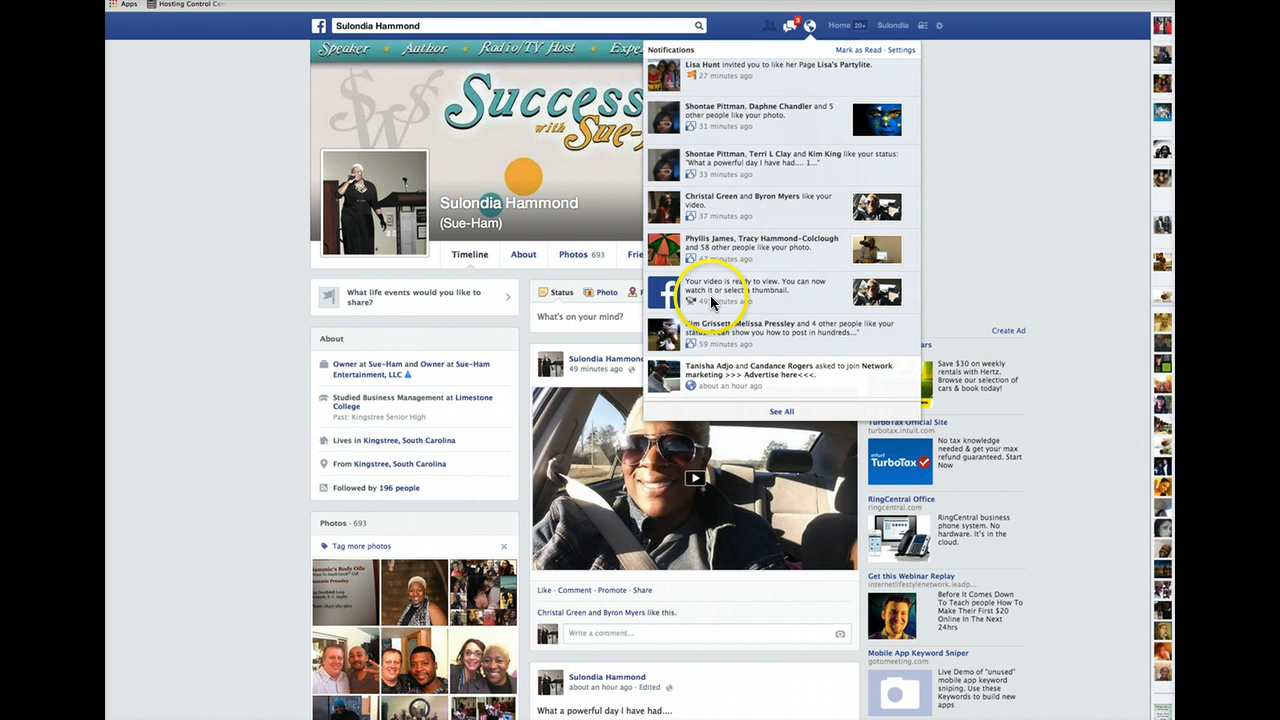 Apps
Hosting Control Cen
Sulondia Hammond
3
Home 20+
Sulondia
Speaker ★ Author ★ Radio/TV Host ★ Expe
Success
with Sue-
Sulondia Hammond
(Sue-Ham)
Timeline
About
Photos 693
Frie
Notifications
Mark as Read · Settings
Lisa Hunt invited you to like her Page Lisa's Partylite.
27 minutes ago
Shontae Pittman, Daphne Chandler and 5
other people like your photo.
31 minutes ago
Shontae Pittman, Terri L Clay and Kim King like your status:
"What a powerful day I have had.... 1..."
33 minutes ago
Christal Green and Byron Myers like your
video.
37 minutes ago
Phyllis James, Tracy Hammond-Colclough
and 58 other people like your photo.
47 minutes ago
Your video is ready to view. You can now
watch it or select a thumbnail.
49 minutes ago
Kim Grissett, Melissa Pressley and 4 other people like your
status: "I can show you how to post in hundreds..."
59 minutes ago
Tanisha Adjo and Candance Rogers asked to join Network
marketing >>> Advertise here<<<.
about an hour ago
See All
What life events would you like to
share?
About
Owner at Sue-Ham and Owner at Sue-Ham
Entertainment, LLC
Studied Business Management at Limestone
College
Past: Kingstree Senior High
Lives in Kingstree, South Carolina
From Kingstree, South Carolina
Followed by 196 people
Photos · 693
Tag more photos
Status
Photo
What's on your mind?
Sulondia Hammond
49 minutes ago
Like · Comment · Promote · Share
Christal Green and Byron Myers like this.
Write a comment...
Sulondia Hammond
about an hour ago · Edited
What a powerful day I have had....
Create Ad
ars
Save $30 on weekly
rentals with Hertz.
Browse our selection of
cars & book today!
TurboTax Official Site
turbotax.intuit.com
intuit
TurboTax
No tax knowledge
needed & get your max
refund guaranteed. Start
Now
RingCentral Office
ringcentral.com
RingCentral business
phone system. No
hardware. It's in the
cloud.
Get this Webinar Replay
internetlifestylenetwork.leadp...
Before It Comes Down
To Teach people How To
Make Their First $20
Online In The Next
24hrs
Mobile App Keyword Sniper
gotomeeting.com
Live Demo of "unused"
mobile app keyword
sniping. Use these
Keywords to build new
apps